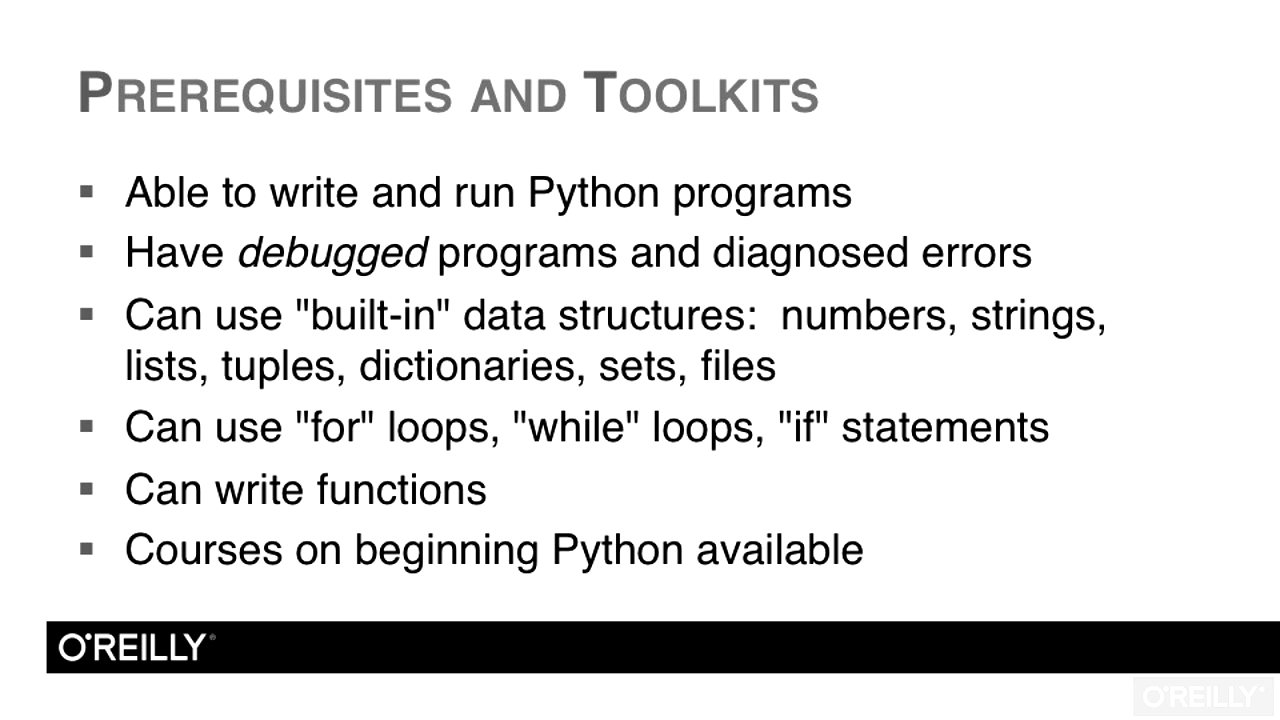 PREREQUISITES AND TOOLKITS
▪ Able to write and run Python programs
▪ Have debugged programs and diagnosed errors
▪ Can use "built-in" data structures:  numbers, strings,
lists, tuples, dictionaries, sets, files
▪ Can use "for" loops, "while" loops, "if" statements
▪ Can write functions
▪ Courses on beginning Python available
O'REILLY®
O'REILLY